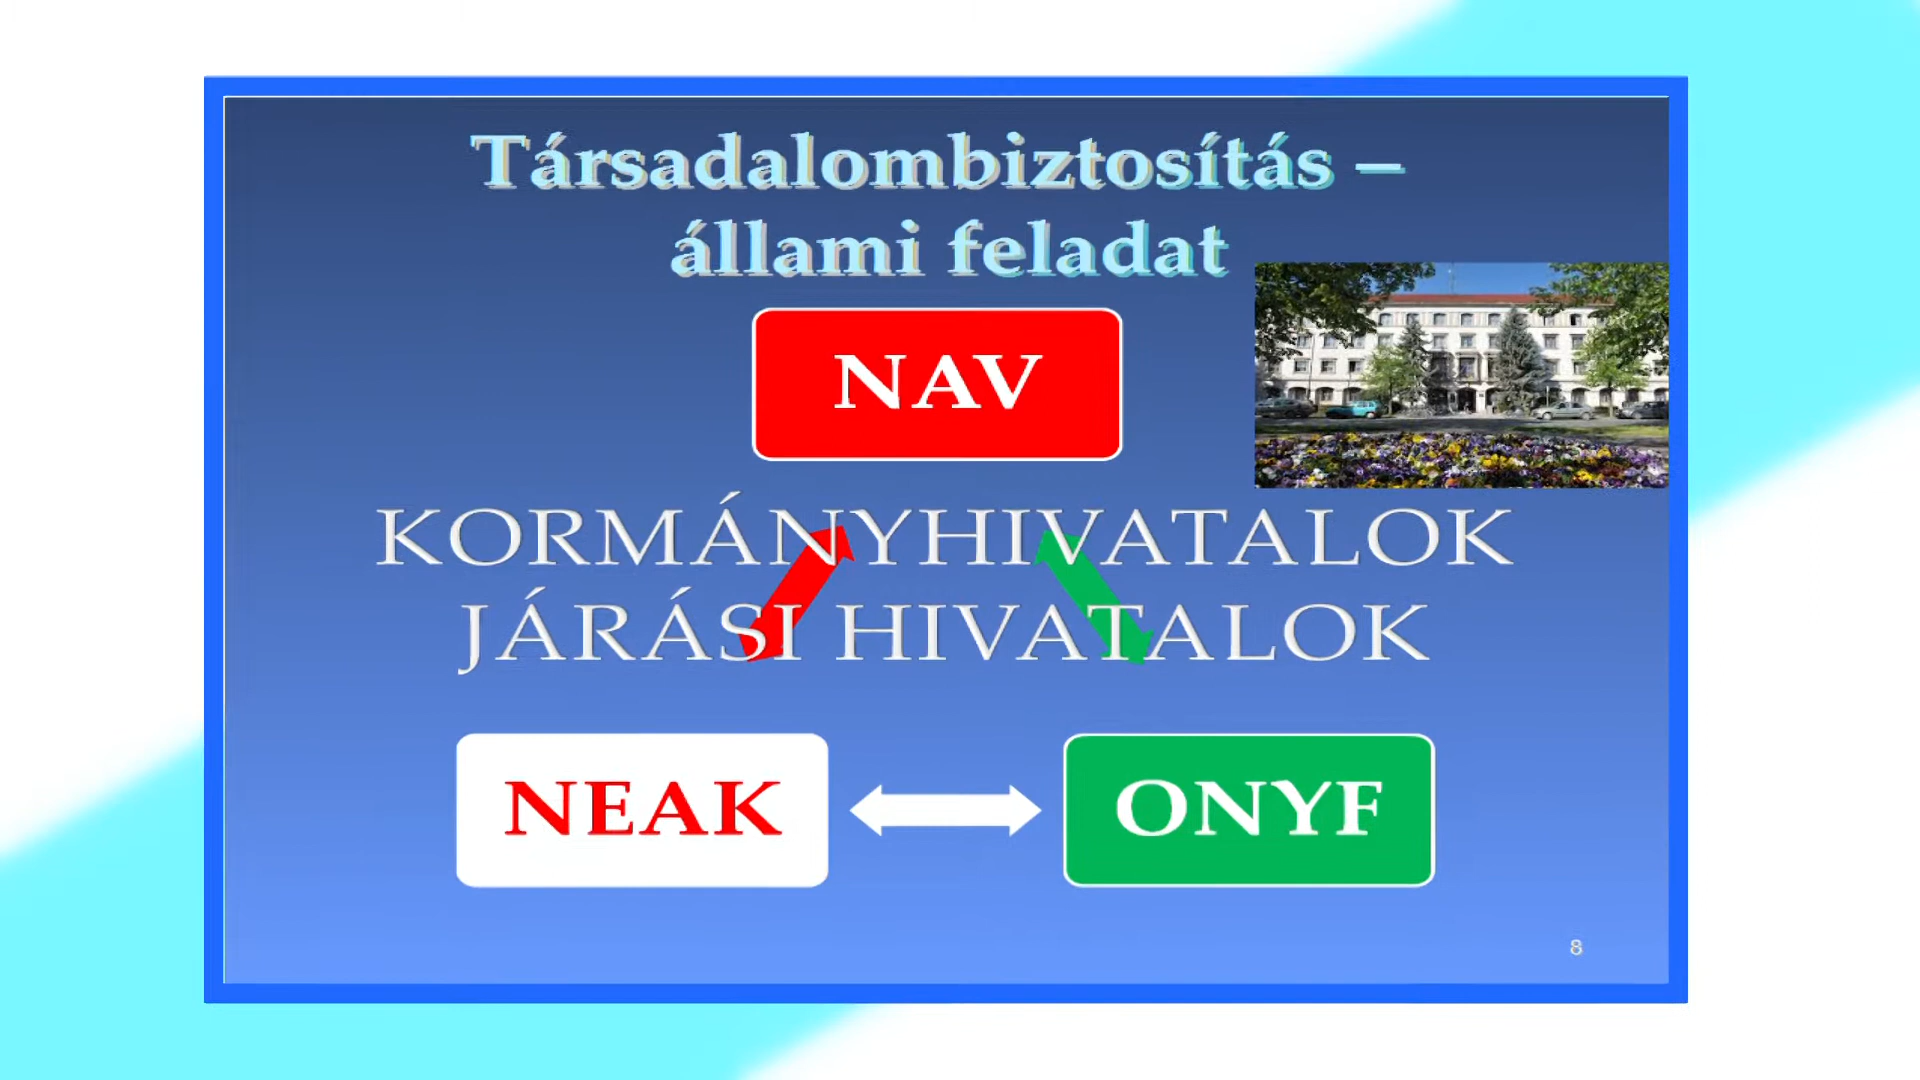 Társadalombiztosítás –
állami feladat
NAV
KORMÁNYHIVATALOK
JÁRÁSI HIVATALOK
NEAK
ONYF
8